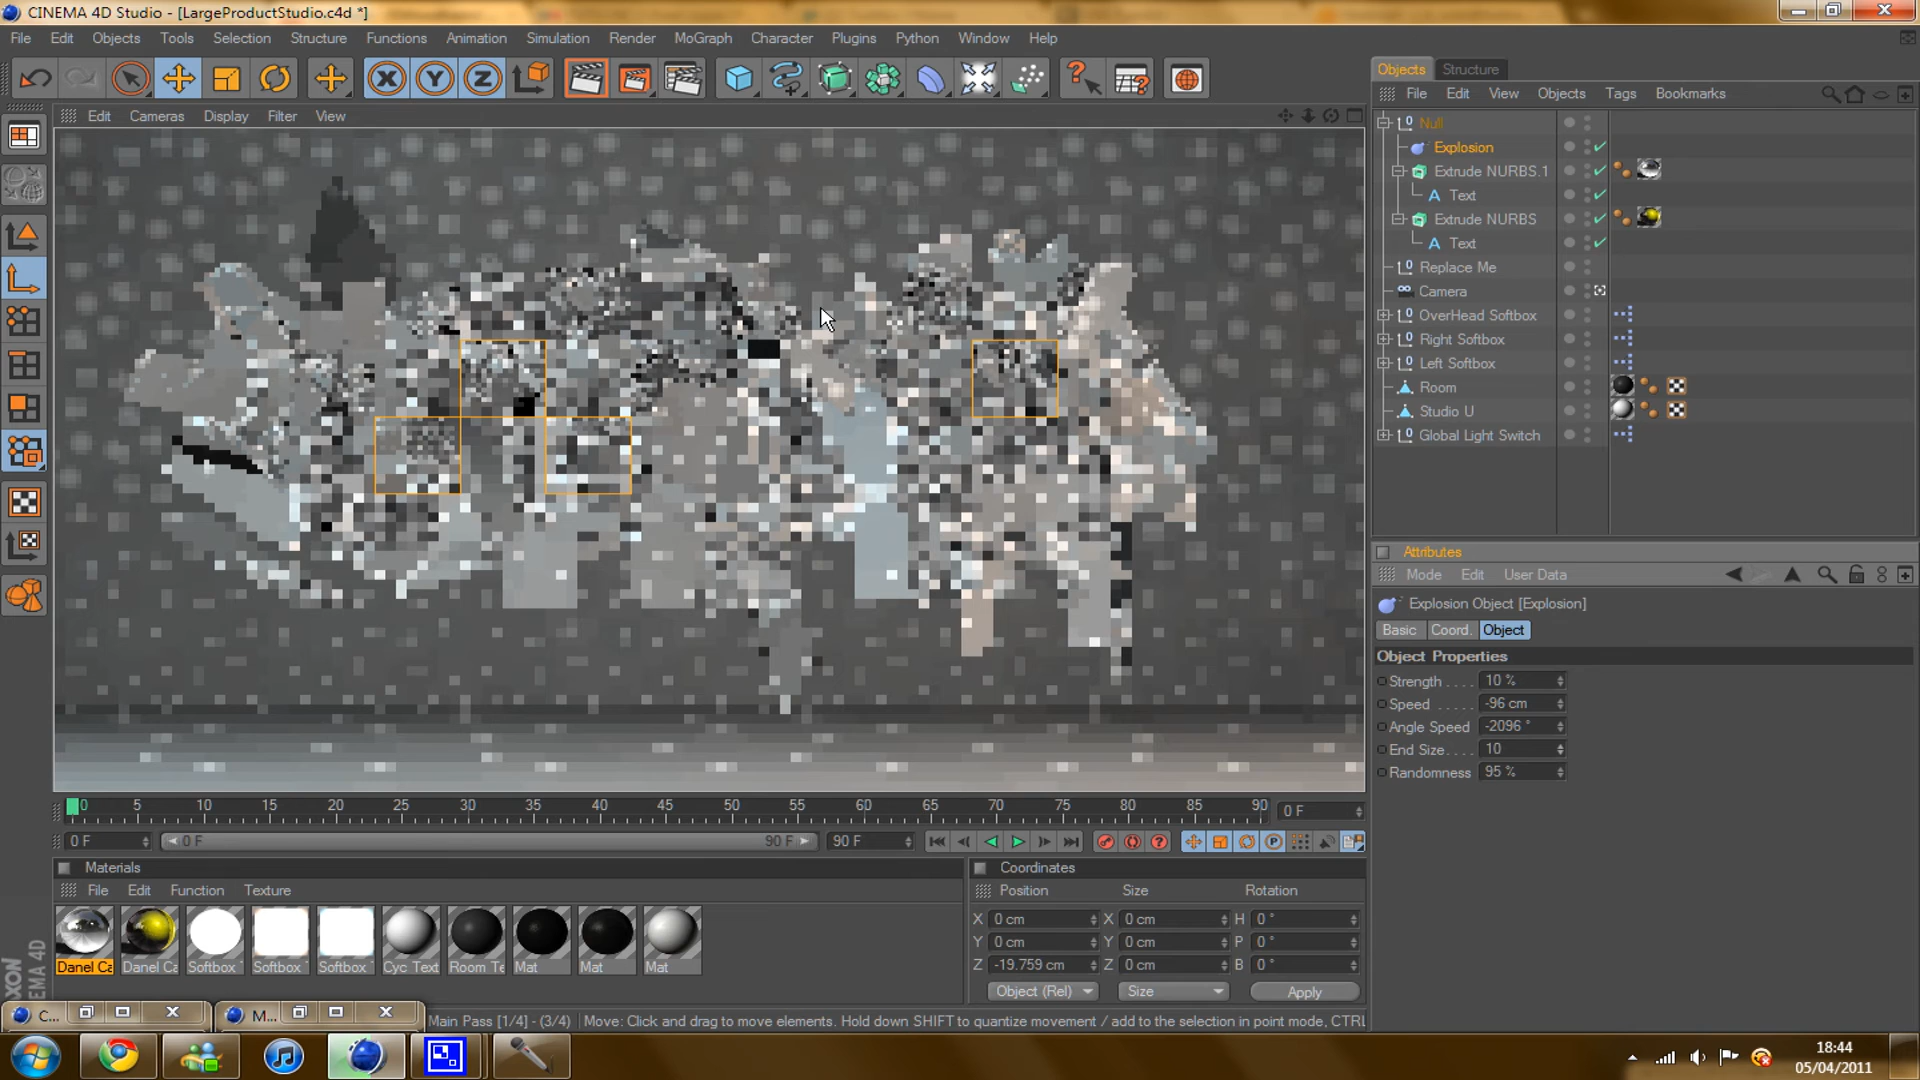 CINEMA 4D Studio - [LargeProductStudio.c4d *]
File Edit Objects Tools Selection Structure Functions Animation Simulation Render MoGraph Character Plugins Python Window Help
Objects Structure
File Edit View Objects Tags Bookmarks
Edit Cameras Display Filter View
Null
Explosion
Extrude NURBS.1
Text
Extrude NURBS
Text
Replace Me
Camera
OverHead Softbox
Right Softbox
Left Softbox
Room
Studio U
Global Light Switch
Attributes
Mode Edit User Data
Explosion Object [Explosion]
Basic Coord. Object
Object Properties
Strength . . . . 10 %
Speed . . . . . -96 cm
Angle Speed -2096 °
End Size. . . . 10
Randomness 95 %
0 5 10 15 20 25 30 35 40 45 50 55 60 65 70 75 80 85 90 0 F
0 F 0 F 90 F 90 F
Materials
File Edit Function Texture
Danel Ca Danel Ca Softbox Softbox Softbox Cyc Text Room Te Mat Mat Mat
Coordinates
Position Size Rotation
X 0 cm X 0 cm H 0 °
Y 0 cm Y 0 cm P 0 °
Z -19.759 cm Z 0 cm B 0 °
Object (Rel) Size Apply
C... M...
Main Pass [1/4] - (3/4) Move: Click and drag to move elements. Hold down SHIFT to quantize movement / add to the selection in point mode, CTRL
18:44
05/04/2011